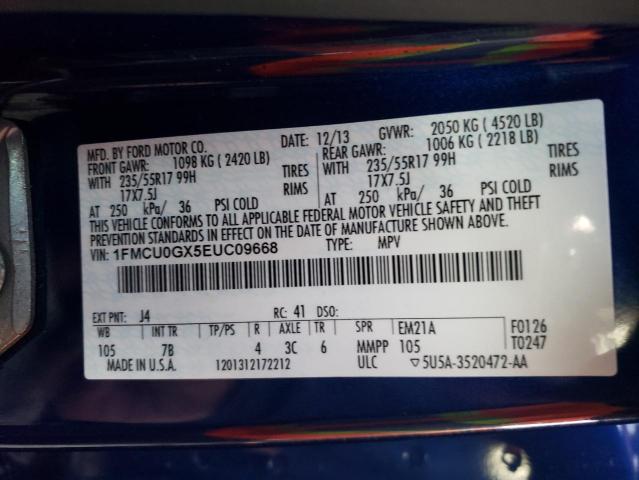 MFD. BY FORD MOTOR CO. DATE: 12/13 GVWR: 2050 KG ( 4520 LB)
FRONT GAWR: 1098 KG ( 2420 LB) REAR GAWR: 1006 KG ( 2218 LB)
WITH 235/55R17 99H TIRES WITH 235/55R17 99H TIRES
17X7.5J RIMS 17X7.5J RIMS
AT 250 kPa/ 36 PSI COLD AT 250 kPa/ 36 PSI COLD
THIS VEHICLE CONFORMS TO ALL APPLICABLE FEDERAL MOTOR VEHICLE SAFETY AND THEFT
PREVENTION STANDARDS IN EFFECT ON THE DATE OF MANUFACTURE SHOWN ABOVE.
VIN: 1FMCU0GX5EUC09668 TYPE: MPV
EXT PNT: J4 RC: 41 DSO:
WB INT TR TP/PS R AXLE TR SPR EM21A F0126
105 7B 4 3C 6 MMPP 105 T0247
MADE IN U.S.A. 1201312172212 ULC ▽5U5A-3520472-AA